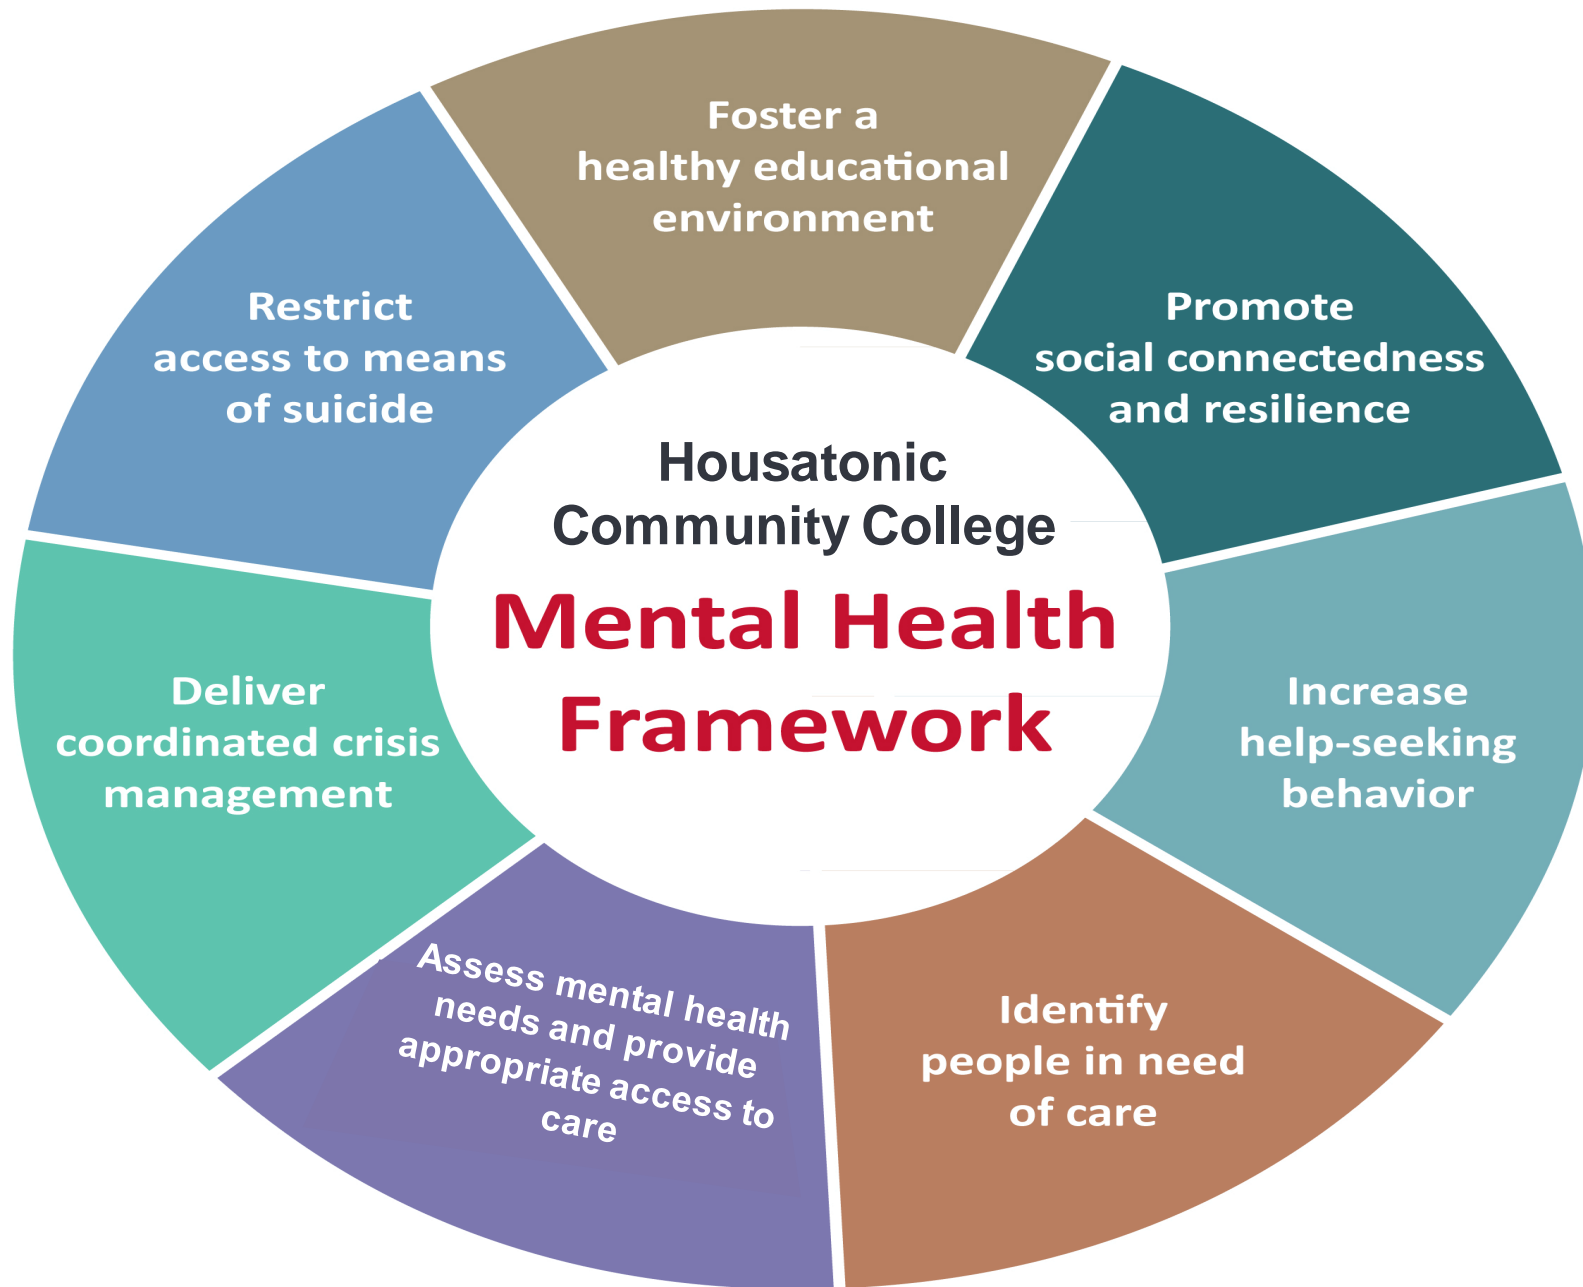 Foster a
healthy educational
environment
Promote
social connectedness
and resilience
Increase
help-seeking
behavior
Identify
people in need
of care
Assess mental health
needs and provide
appropriate access to
care
Deliver
coordinated crisis
management
Restrict
access to means
of suicide
Housatonic
Community College
Mental Health
Framework